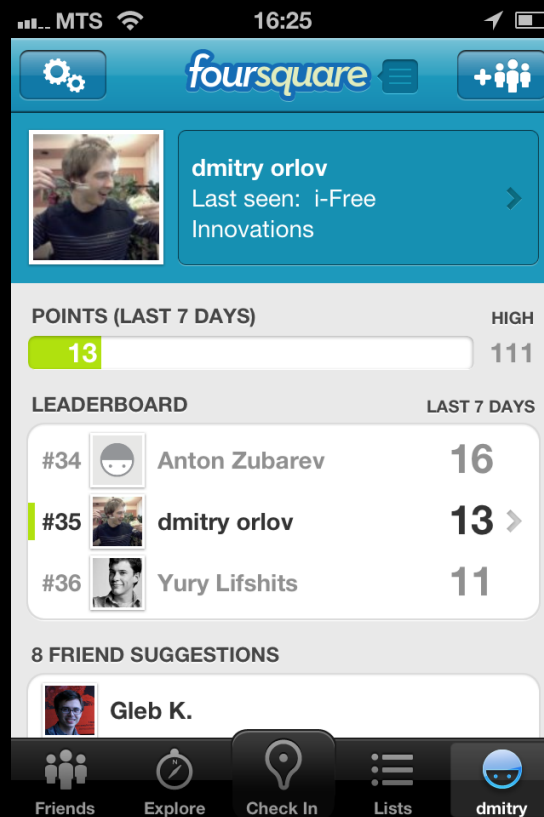 MTS 16:25
foursquare
dmitry orlov
Last seen: i-Free
Innovations
POINTS (LAST 7 DAYS) HIGH
13 111
LEADERBOARD LAST 7 DAYS
#34 Anton Zubarev 16
#35 dmitry orlov 13
#36 Yury Lifshits 11
8 FRIEND SUGGESTIONS
Gleb K.
Friends Explore Check In Lists dmitry